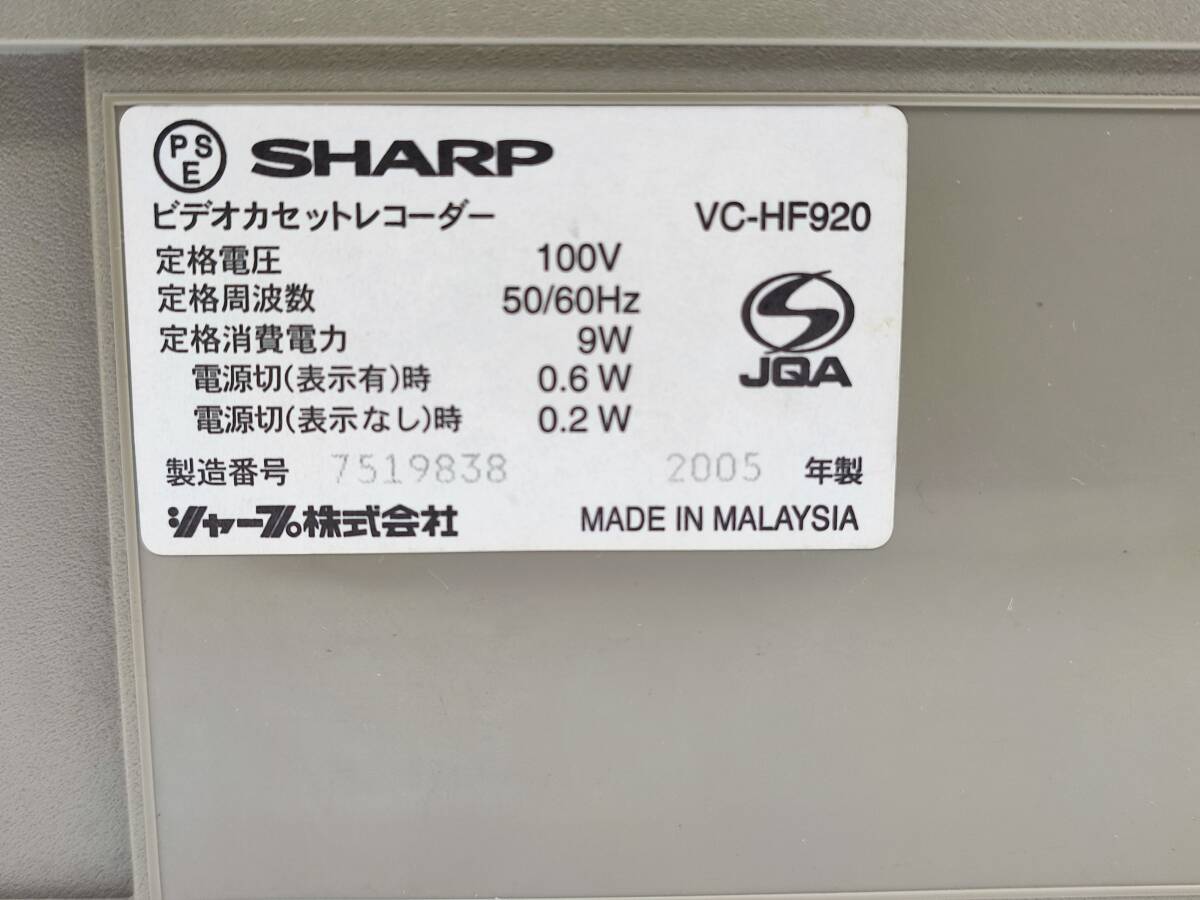 PSE SHARP
ビデオカセットレコーダー VC-HF920
定格電圧 100V
定格周波数 50/60Hz
定格消費電力 9W
電源切(表示有)時 0.6 W
電源切(表示なし)時 0.2 W
JQA
製造番号 7519838 2005 年製
シャープ株式会社 MADE IN MALAYSIA